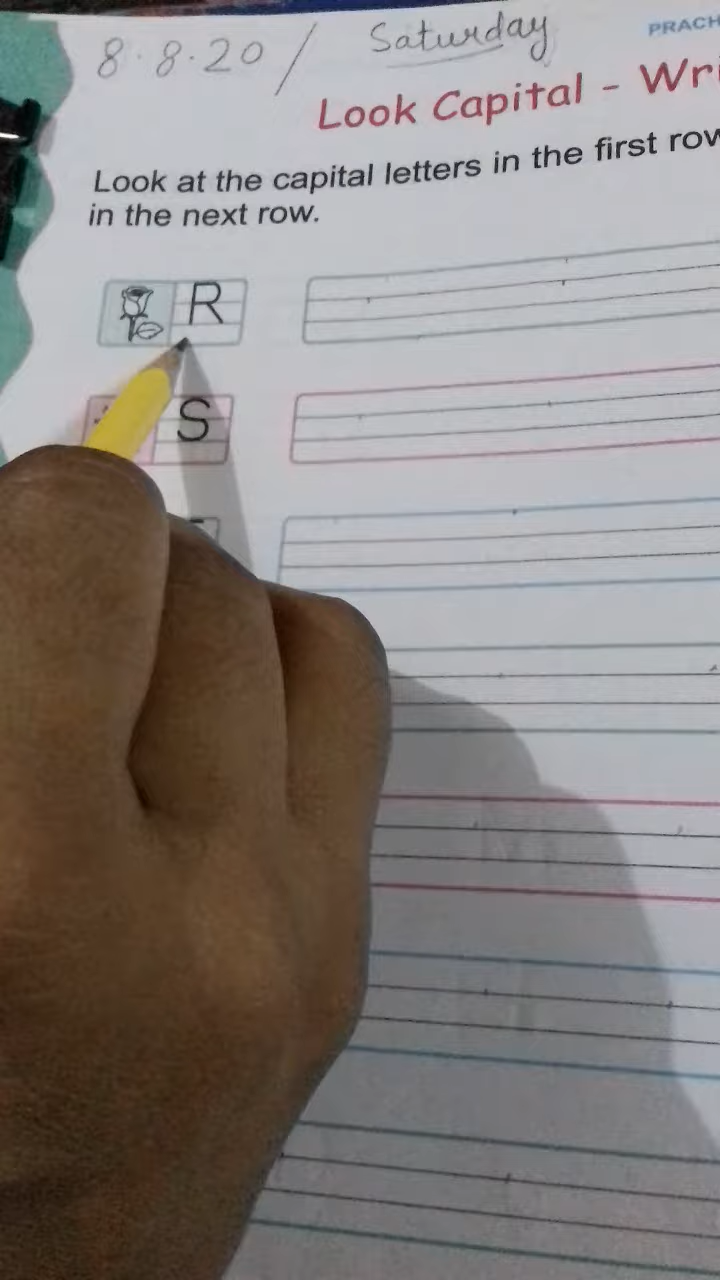 8.8.20/ Saturday
PRACH
Look Capital - Wri
Look at the capital letters in the first row
in the next row.
R
S